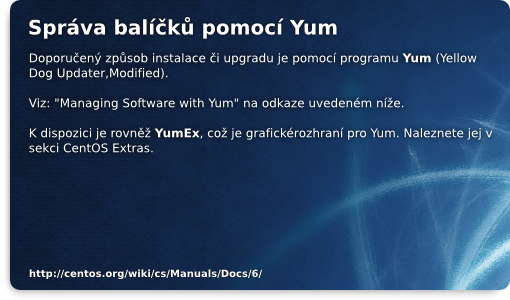 Správa balíčků pomocí Yum
Doporučený způsob instalace či upgradu je pomocí programu Yum (Yellow
Dog Updater,Modified).
Viz: "Managing Software with Yum" na odkaze uvedeném níže.
K dispozici je rovněž YumEx, což je grafickérozhraní pro Yum. Naleznete jej v
sekci CentOS Extras.
http://centos.org/wiki/cs/Manuals/Docs/6/